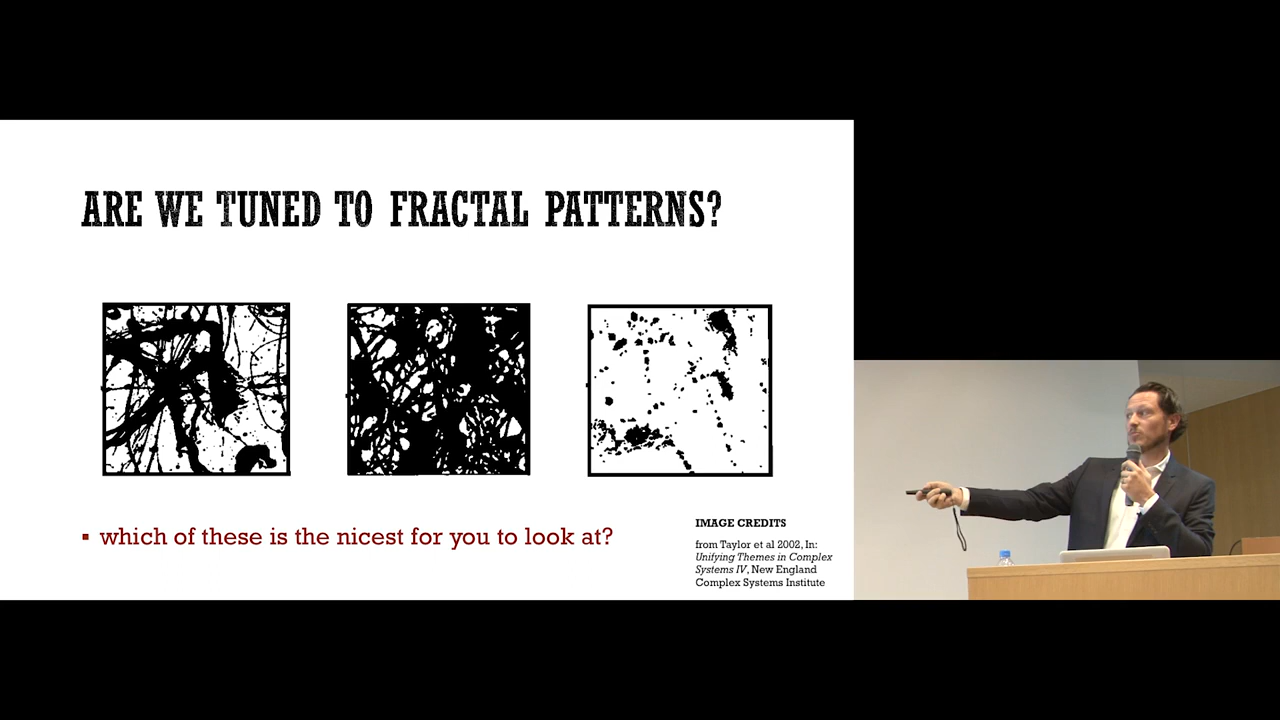 ARE WE TUNED TO FRACTAL PATTERNS?
▪ which of these is the nicest for you to look at?
IMAGE CREDITS
from Taylor et al 2002, In:
Unifying Themes in Complex
Systems IV, New England
Complex Systems Institute